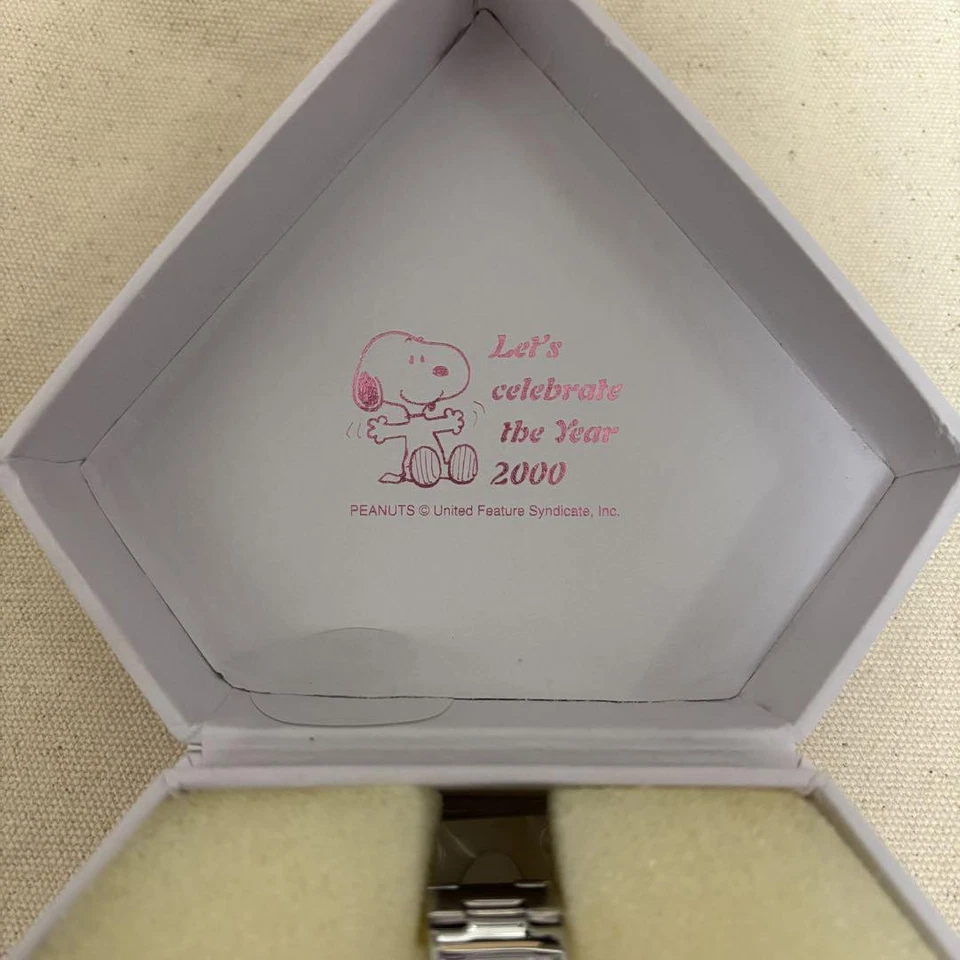 Let's
celebrate
the Year
2000
PEANUTS © United Feature Syndicate, Inc.